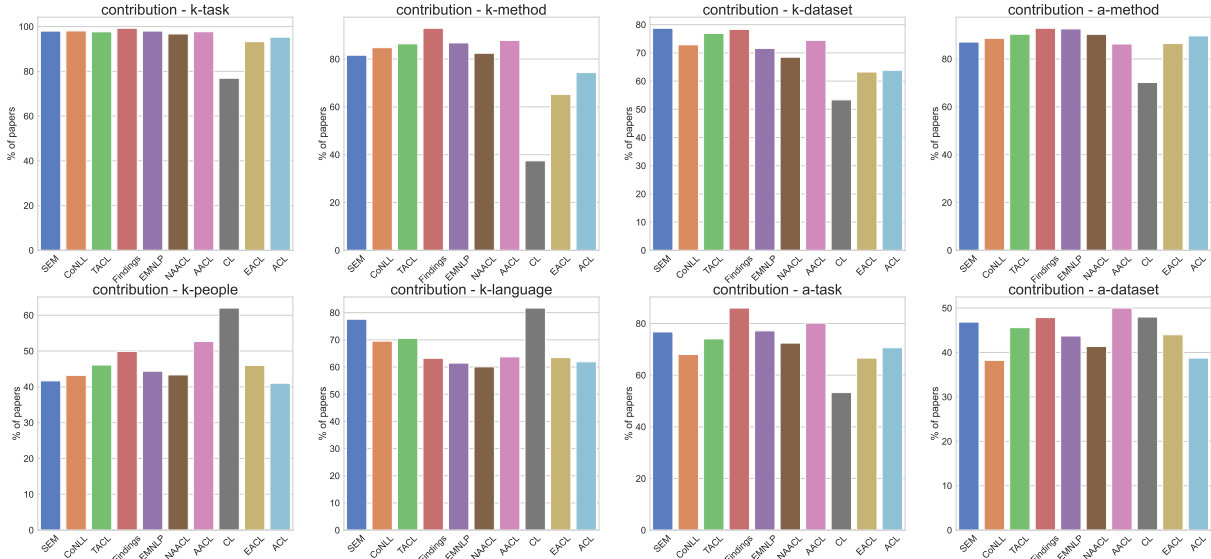 contribution - k-task
% of papers
100
80
60
40
20
0
SEM CoNLL TACL Findings EMNLP NAACL AACL CL EACL ACL
contribution - k-method
% of papers
80
60
40
20
0
SEM CoNLL TACL Findings EMNLP NAACL AACL CL EACL ACL
contribution - k-dataset
% of papers
80
70
60
50
40
30
20
10
0
SEM CoNLL TACL Findings EMNLP NAACL AACL CL EACL ACL
contribution - a-method
% of papers
80
60
40
20
0
SEM CoNLL TACL Findings EMNLP NAACL AACL CL EACL ACL
contribution - k-people
% of papers
60
50
40
30
20
10
0
SEM CoNLL TACL Findings EMNLP NAACL AACL CL EACL ACL
contribution - k-language
% of papers
80
70
60
50
40
30
20
10
0
SEM CoNLL TACL Findings EMNLP NAACL AACL CL EACL ACL
contribution - a-task
% of papers
80
60
40
20
0
SEM CoNLL TACL Findings EMNLP NAACL AACL CL EACL ACL
contribution - a-dataset
% of papers
50
40
30
20
10
0
SEM CoNLL TACL Findings EMNLP NAACL AACL CL EACL ACL